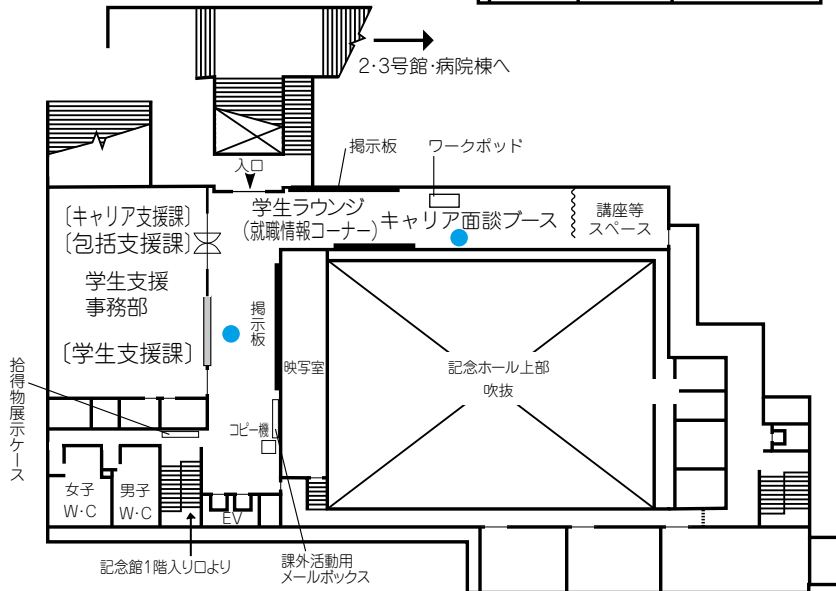 2・3号館・病院棟へ
掲示板
ワークポッド
入口
学生ラウンジ
(就職情報コーナー)
キャリア面談ブース
講座等
スペース
〔キャリア支援課〕
〔包括支援課〕
学生支援
事務部
〔学生支援課〕
掲示板
映写室
記念ホール上部
吹抜
拾得物展示ケース
コピー機
女子
W・C
男子
W・C
EV
記念館1階入り口より
課外活動用
メールボックス